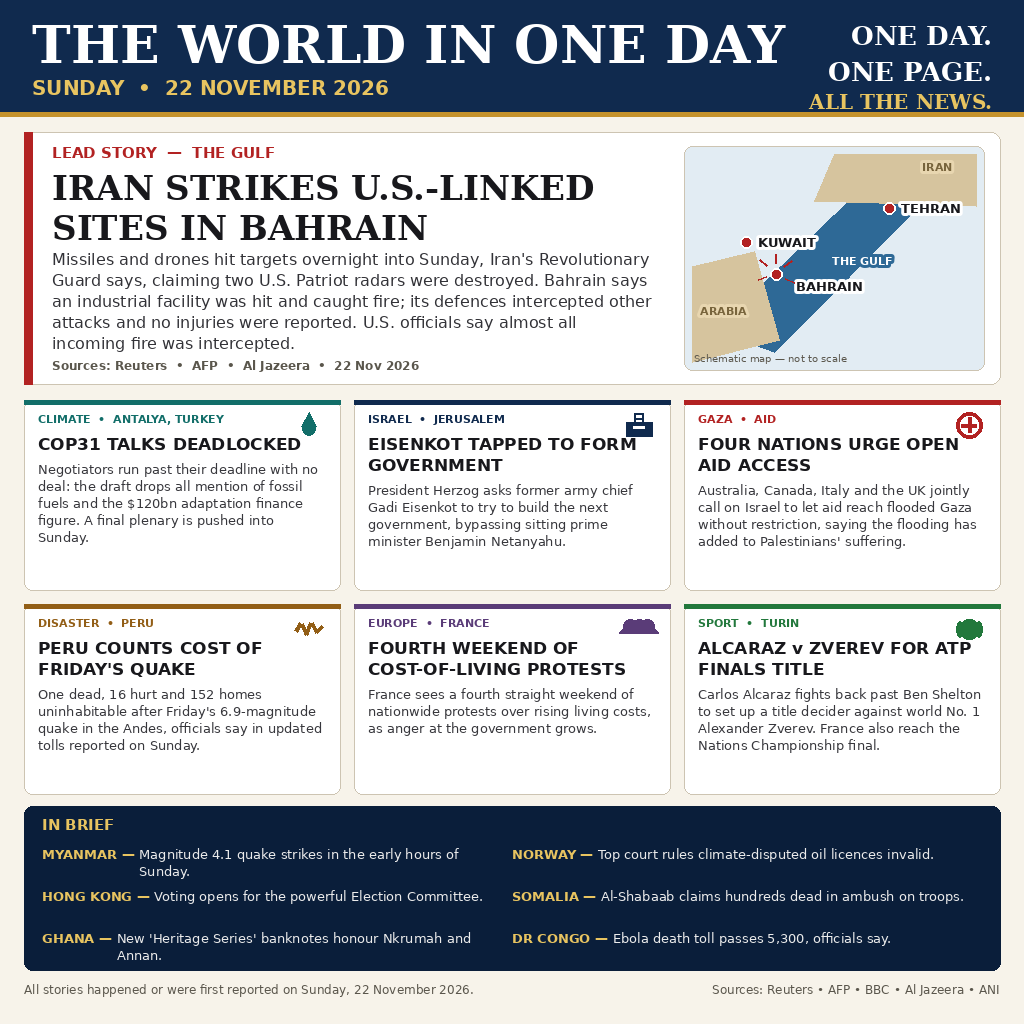 THE WORLD IN ONE DAY
SUNDAY • 22 NOVEMBER 2026
ONE DAY.
ONE PAGE.
ALL THE NEWS.
LEAD STORY — THE GULF
IRAN STRIKES U.S.-LINKED
SITES IN BAHRAIN
Missiles and drones hit targets overnight into Sunday, Iran's Revolutionary
Guard says, claiming two U.S. Patriot radars were destroyed. Bahrain says
an industrial facility was hit and caught fire; its defences intercepted other
attacks and no injuries were reported. U.S. officials say almost all
incoming fire was intercepted.
Sources: Reuters • AFP • Al Jazeera • 22 Nov 2026
IRAN
TEHRAN
KUWAIT
THE GULF
BAHRAIN
ARABIA
Schematic map — not to scale
CLIMATE • ANTALYA, TURKEY
COP31 TALKS DEADLOCKED
Negotiators run past their deadline with no
deal: the draft drops all mention of fossil
fuels and the $120bn adaptation finance
figure. A final plenary is pushed into
Sunday.
ISRAEL • JERUSALEM
EISENKOT TAPPED TO FORM
GOVERNMENT
President Herzog asks former army chief
Gadi Eisenkot to try to build the next
government, bypassing sitting prime
minister Benjamin Netanyahu.
GAZA • AID
FOUR NATIONS URGE OPEN
AID ACCESS
Australia, Canada, Italy and the UK jointly
call on Israel to let aid reach flooded Gaza
without restriction, saying the flooding has
added to Palestinians' suffering.
DISASTER • PERU
PERU COUNTS COST OF
FRIDAY'S QUAKE
One dead, 16 hurt and 152 homes
uninhabitable after Friday's 6.9-magnitude
quake in the Andes, officials say in updated
tolls reported on Sunday.
EUROPE • FRANCE
FOURTH WEEKEND OF
COST-OF-LIVING PROTESTS
France sees a fourth straight weekend of
nationwide protests over rising living costs,
as anger at the government grows.
SPORT • TURIN
ALCARAZ v ZVEREV FOR ATP
FINALS TITLE
Carlos Alcaraz fights back past Ben Shelton
to set up a title decider against world No. 1
Alexander Zverev. France also reach the
Nations Championship final.
IN BRIEF
MYANMAR — Magnitude 4.1 quake strikes in the early hours of
Sunday.
HONG KONG — Voting opens for the powerful Election Committee.
GHANA — New 'Heritage Series' banknotes honour Nkrumah and
Annan.
NORWAY — Top court rules climate-disputed oil licences invalid.
SOMALIA — Al-Shabaab claims hundreds dead in ambush on troops.
DR CONGO — Ebola death toll passes 5,300, officials say.
All stories happened or were first reported on Sunday, 22 November 2026.
Sources: Reuters • AFP • BBC • Al Jazeera • ANI